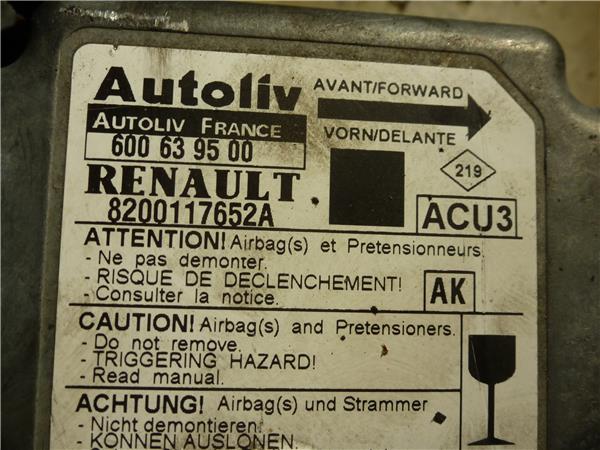 Autoliv
AVANT/FORWARD
AUTOLIV FRANCE
VORN/DELANTE
600 63 95 00
219
RENAULT
8200117652A
ACU3
ATTENTION! Airbag(s) et Pretensionneurs.
- Ne pas demonter.
- RISQUE DE DECLENCHEMENT!
- Consulter la notice.
AK
CAUTION! Airbag(s) and Pretensioners.
- Do not remove.
- TRIGGERING HAZARD!
- Read manual.
ACHTUNG! Airbag(s) und Strammer
- Nicht demontieren.
- KONNEN AUSLONEN.